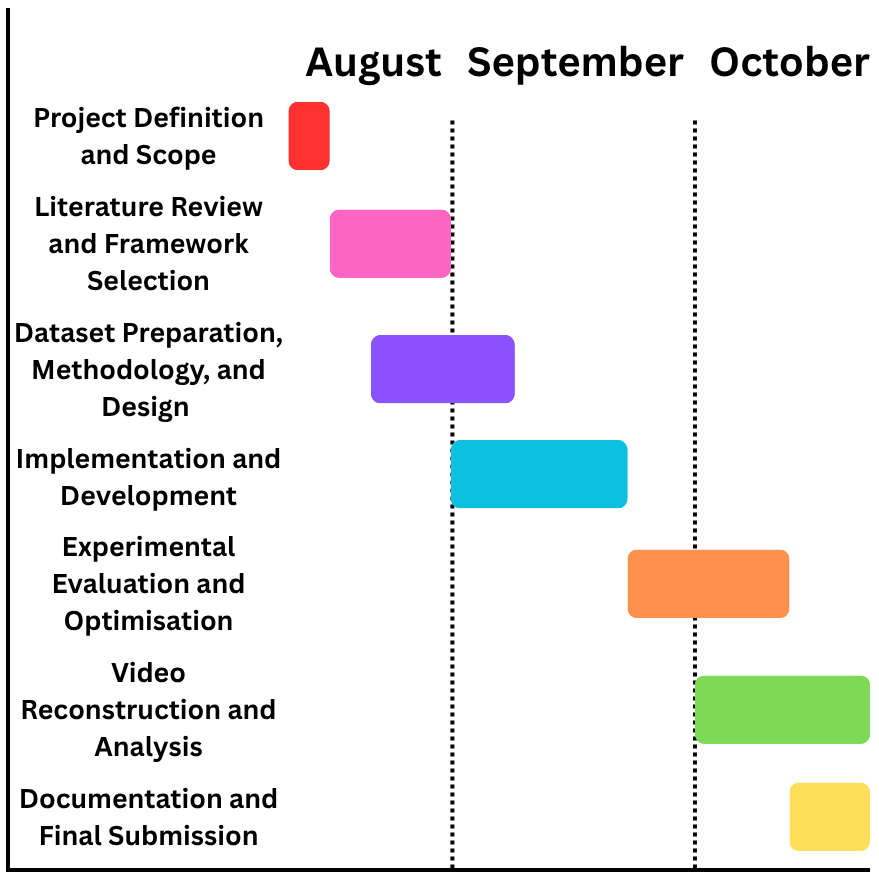 August September October
Project Definition
and Scope
Literature Review
and Framework
Selection
Dataset Preparation,
Methodology, and
Design
Implementation and
Development
Experimental
Evaluation and
Optimisation
Video
Reconstruction and
Analysis
Documentation and
Final Submission